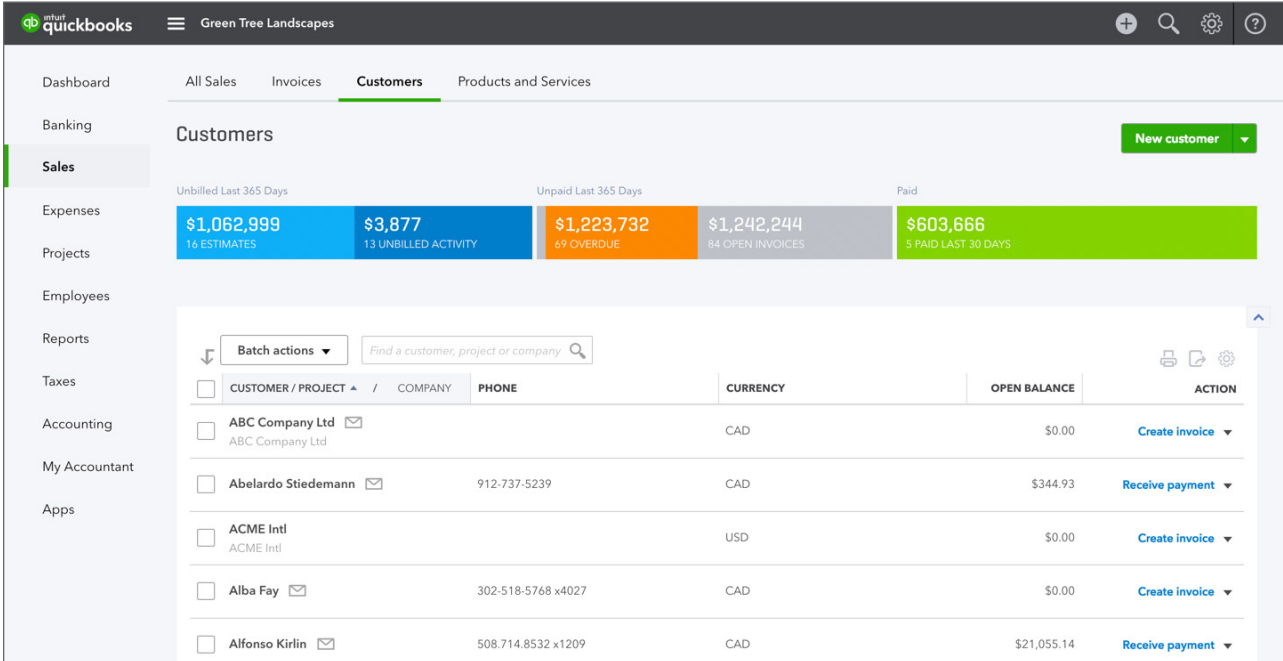 intuit
quickbooks
Green Tree Landscapes
Dashboard
Banking
Sales
Expenses
Projects
Employees
Reports
Taxes
Accounting
My Accountant
Apps
All Sales Invoices Customers Products and Services
Customers
New customer
Unbilled Last 365 Days Unpaid Last 365 Days Paid
$1,062,999 $3,877 $1,223,732 $1,242,244 $603,666
16 ESTIMATES 13 UNBILLED ACTIVITY 69 OVERDUE 84 OPEN INVOICES 5 PAID LAST 30 DAYS
Batch actions Find a customer, project or company
CUSTOMER / PROJECT / COMPANY PHONE CURRENCY OPEN BALANCE ACTION
ABC Company Ltd
ABC Company Ltd
CAD $0.00 Create invoice
Abelardo Stiedemann 912-737-5239 CAD $344.93 Receive payment
ACME Intl
ACME Intl
USD $0.00 Create invoice
Alba Fay 302-518-5768 x4027 CAD $0.00 Create invoice
Alfonso Kirlin 508.714.8532 x1209 CAD $21,055.14 Receive payment